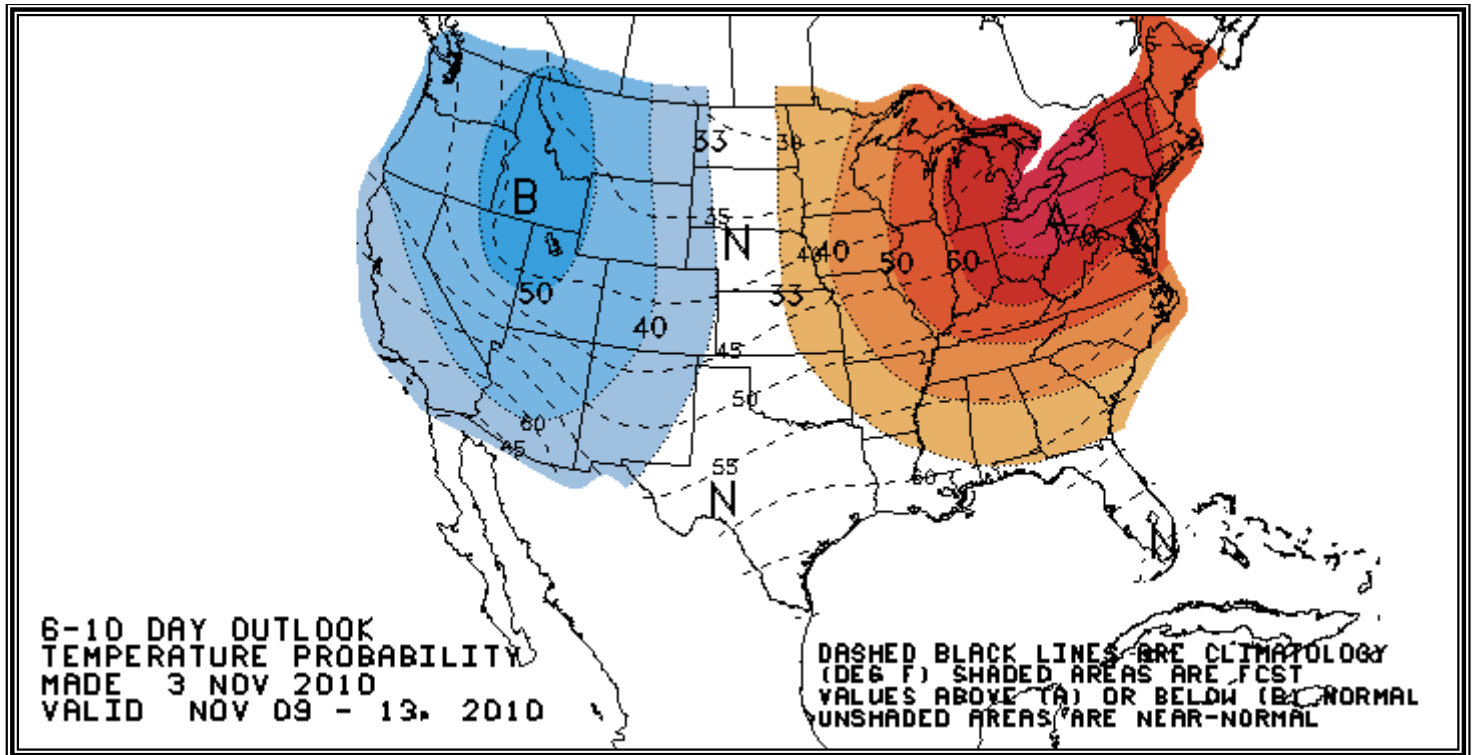 33
30
B
35
N
A
70
40
40
50
60
50
33
40
45
50
60
65
55
N
60
N
6-10 DAY OUTLOOK
TEMPERATURE PROBABILITY
MADE 3 NOV 2010
VALID NOV 09 - 13, 2010
DASHED BLACK LINES ARE CLIMATOLOGY
(DEG F) SHADED AREAS ARE FCST
VALUES ABOVE (A) OR BELOW (B) NORMAL
UNSHADED AREAS ARE NEAR-NORMAL